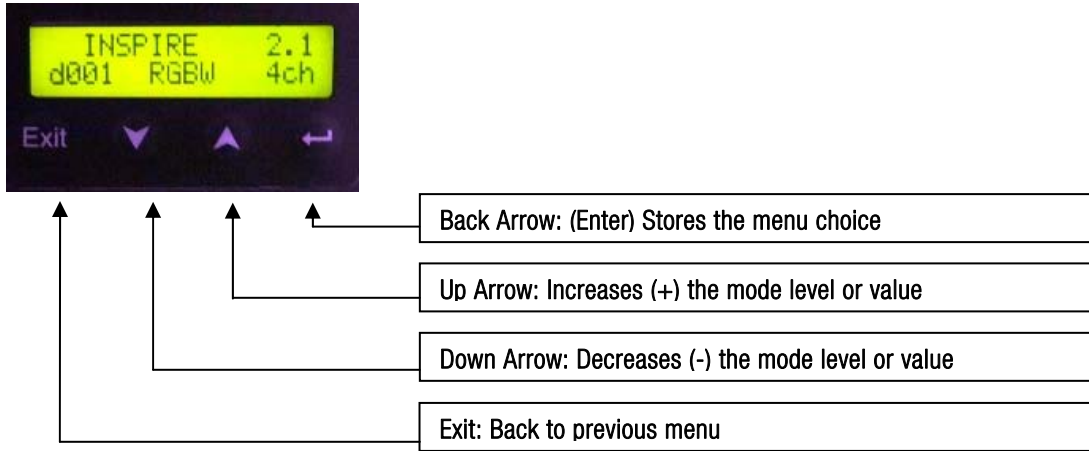 INSPIRE 2.1
d001 RGBW 4ch
Exit
Back Arrow: (Enter) Stores the menu choice
Up Arrow: Increases (+) the mode level or value
Down Arrow: Decreases (-) the mode level or value
Exit: Back to previous menu